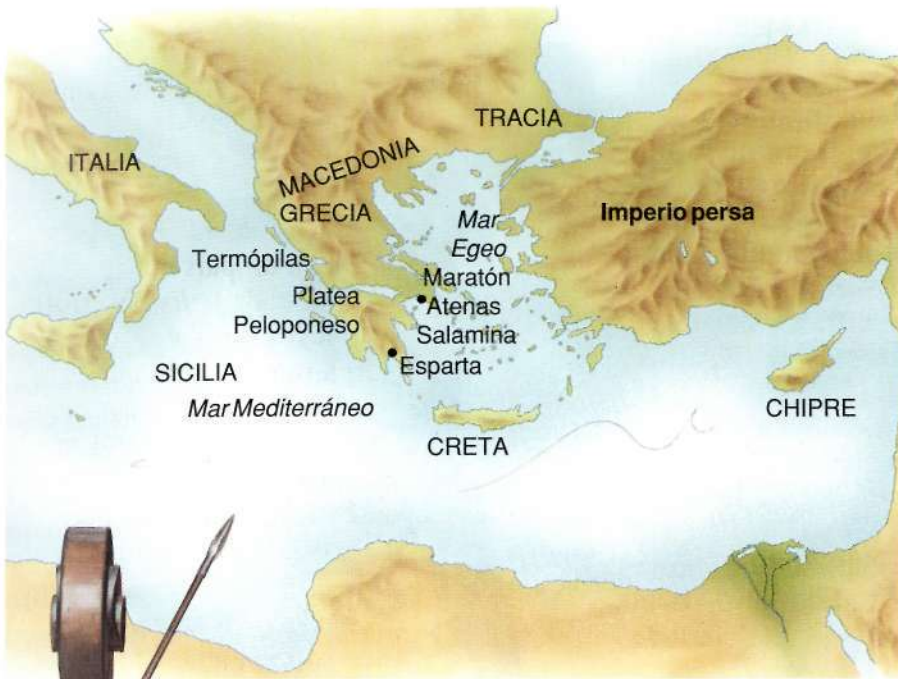 TRACIA
ITALIA
MACEDONIA
GRECIA
Mar
Egeo
Imperio persa
Termópilas
Maratón
Platea
Atenas
Peloponeso
Salamina
Esparta
SICILIA
Mar Mediterráneo
CHIPRE
CRETA